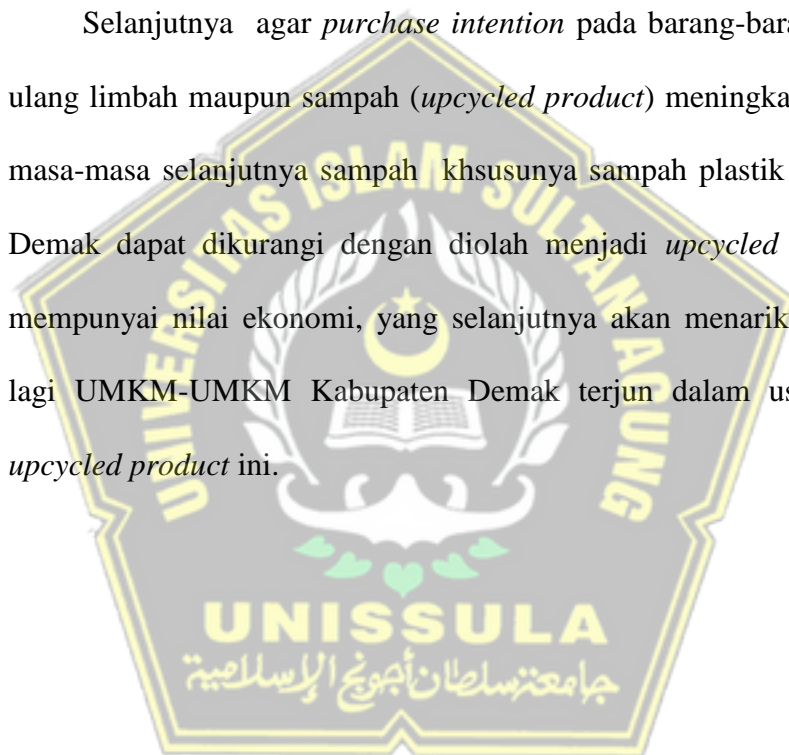 Selanjutnya agar purchase intention pada barang-bara
ulang limbah maupun sampah (upcycled product) meningka
masa-masa selanjutnya sampah khsusunya sampah plastik
Demak dapat dikurangi dengan diolah menjadi upcycled
mempunyai nilai ekonomi, yang selanjutnya akan menarik
lagi UMKM-UMKM Kabupaten Demak terjun dalam us
upcycled product ini.
UNIVERSITAS ISLAM SULTAN AGUNG
UNISSULA
جامعة سلطان أجونج الإسلامية